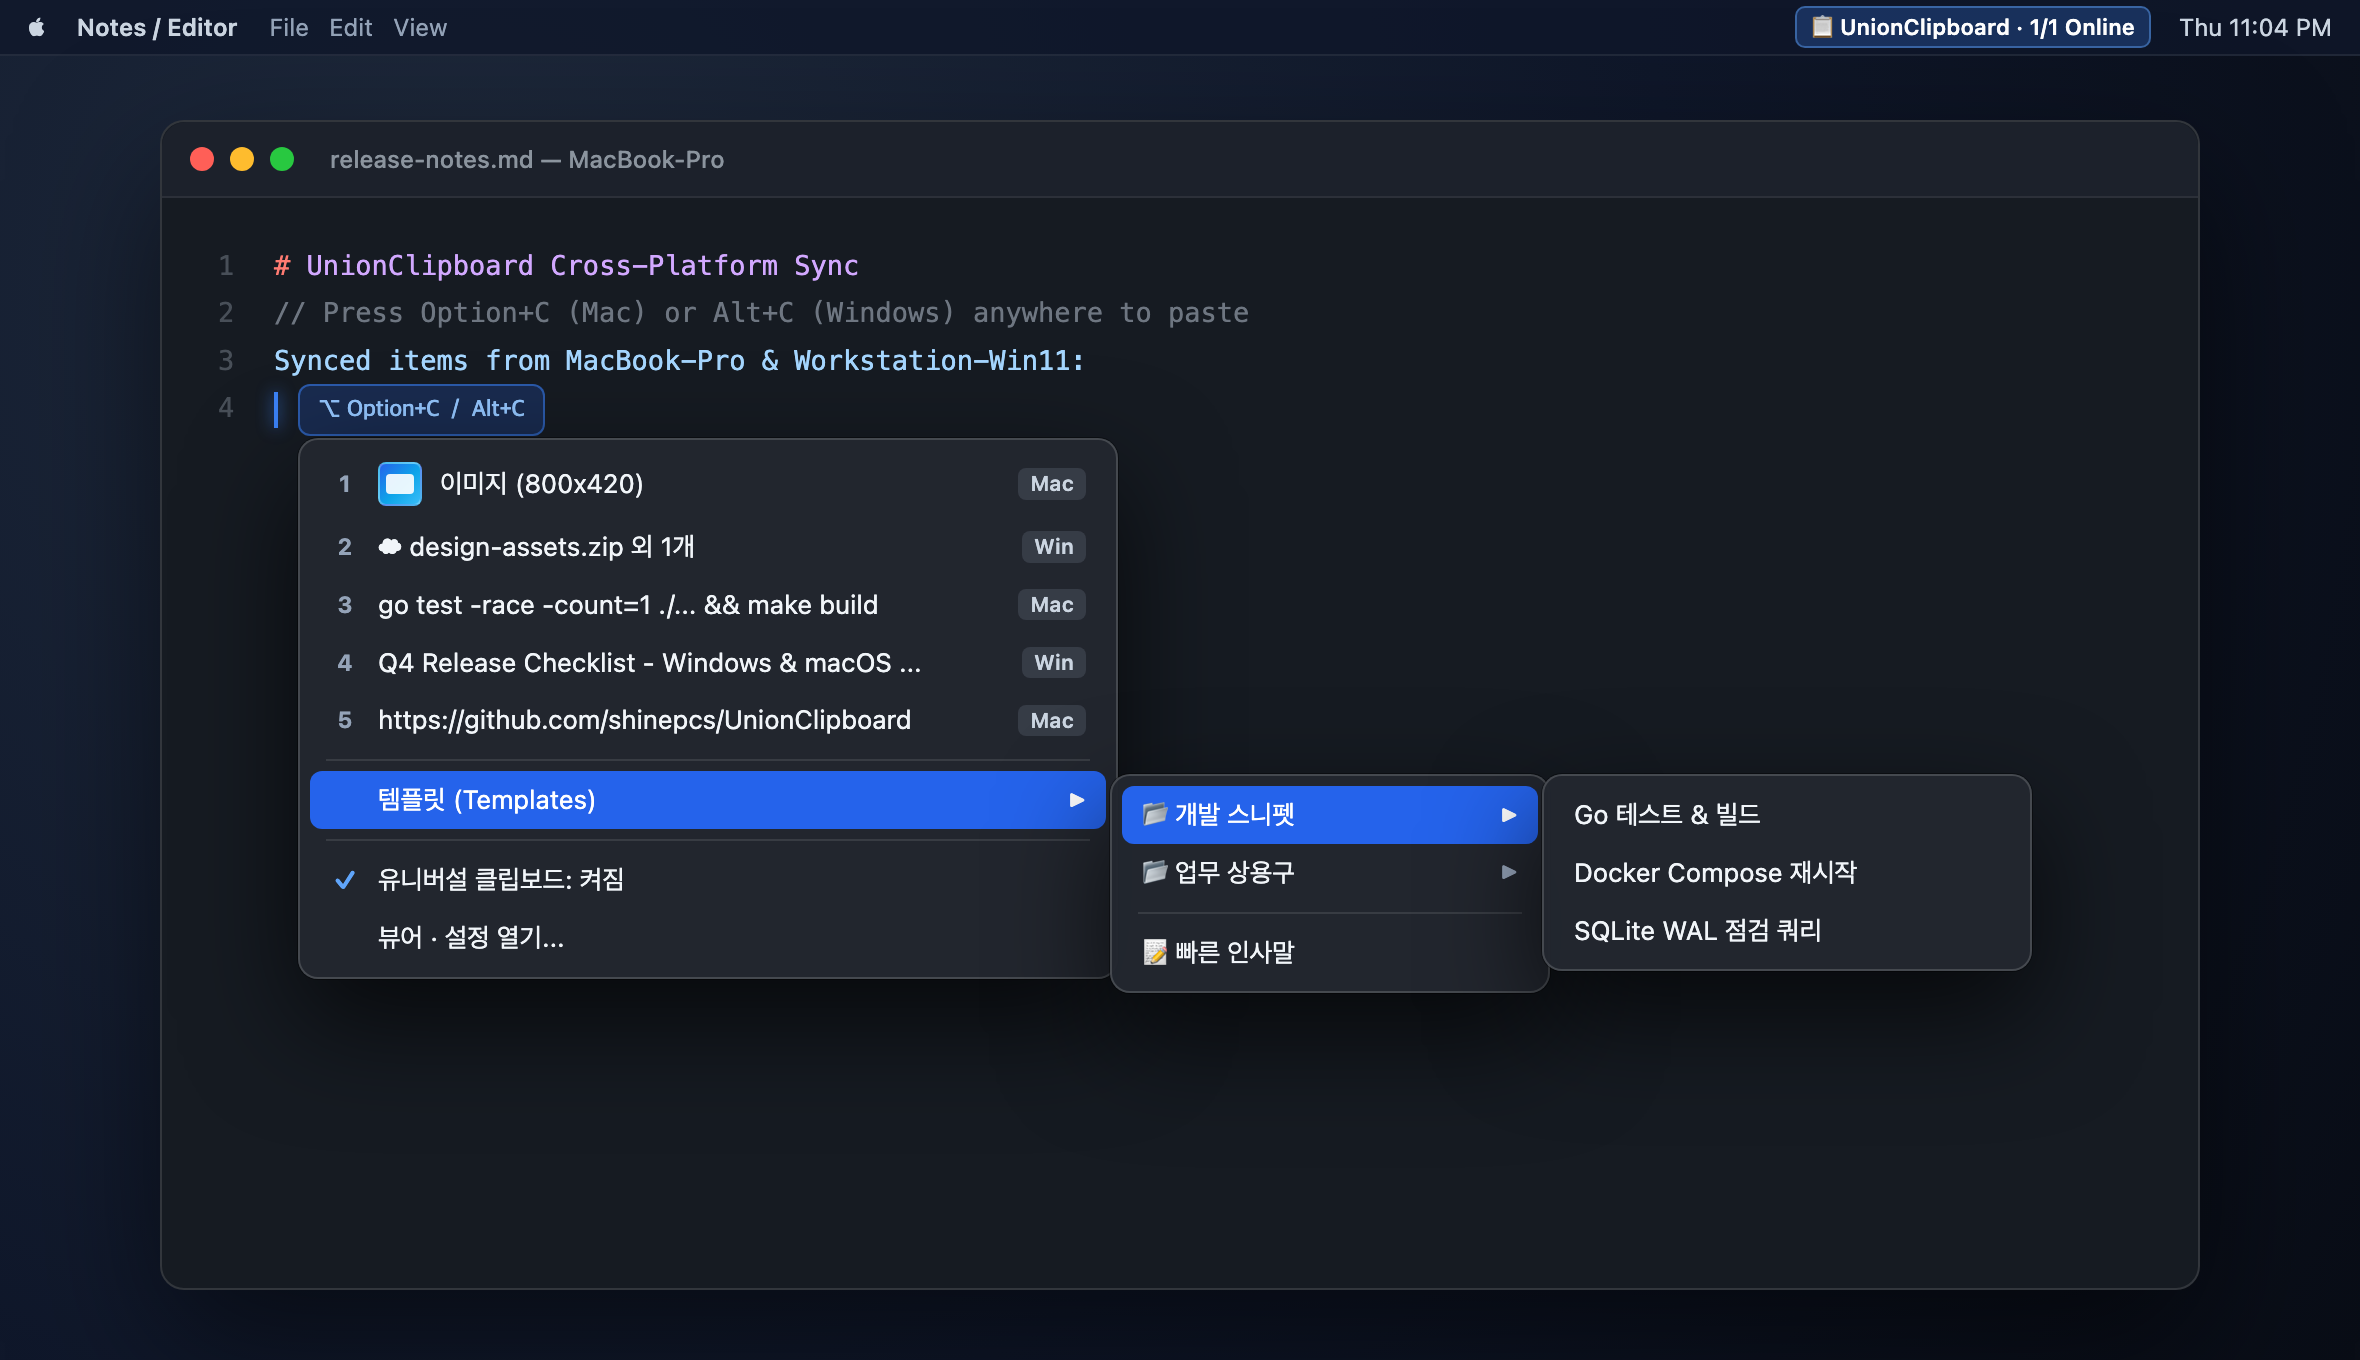 Notes / Editor File Edit View
📋 UnionClipboard · 1/1 Online Thu 11:04 PM
release-notes.md — MacBook-Pro
1 # UnionClipboard Cross-Platform Sync
2 // Press Option+C (Mac) or Alt+C (Windows) anywhere to paste
3 Synced items from MacBook-Pro & Workstation-Win11:
4
⌥ Option+C / Alt+C
1 이미지 (800x420) Mac
2 design-assets.zip 외 1개 Win
3 go test -race -count=1 ./... && make build Mac
4 Q4 Release Checklist - Windows & macOS ... Win
5 https://github.com/shinepcs/UnionClipboard Mac
템플릿 (Templates) ▶
✓ 유니버설 클립보드: 켜짐
뷰어 · 설정 열기...
📂 개발 스니펫 ▶
📂 업무 상용구 ▶
📝 빠른 인사말
Go 테스트 & 빌드
Docker Compose 재시작
SQLite WAL 점검 쿼리